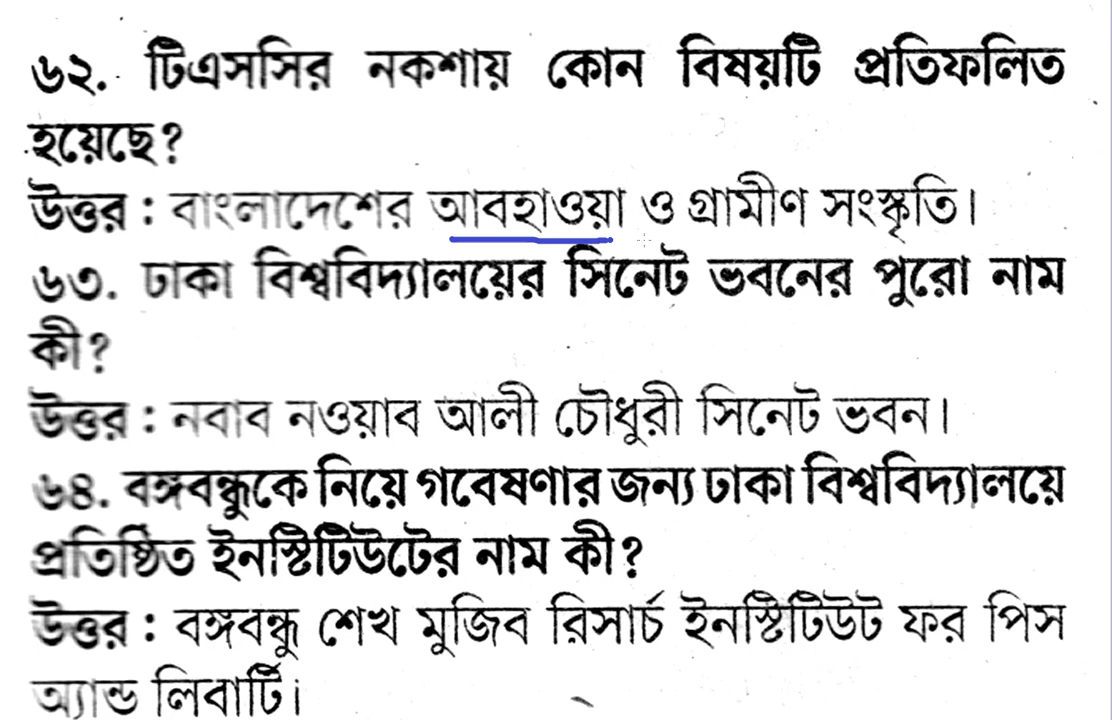 ৬২. টিএসসির নকশায় কোন বিষয়টি প্রতিফলিত
হয়েছে?
উত্তর : বাংলাদেশের আবহাওয়া ও গ্রামীণ সংস্কৃতি।
৬৩. ঢাকা বিশ্ববিদ্যালয়ের সিনেট ভবনের পুরো নাম
কী?
উত্তর : নবাব নওয়াব আলী চৌধুরী সিনেট ভবন।
৬৪. বঙ্গবন্ধুকে নিয়ে গবেষণার জন্য ঢাকা বিশ্ববিদ্যালয়ে
প্রতিষ্ঠিত ইনস্টিটিউটের নাম কী?
উত্তর : বঙ্গবন্ধু শেখ মুজিব রিসার্চ ইনস্টিটিউট ফর পিস
অ্যান্ড লিবার্টি।